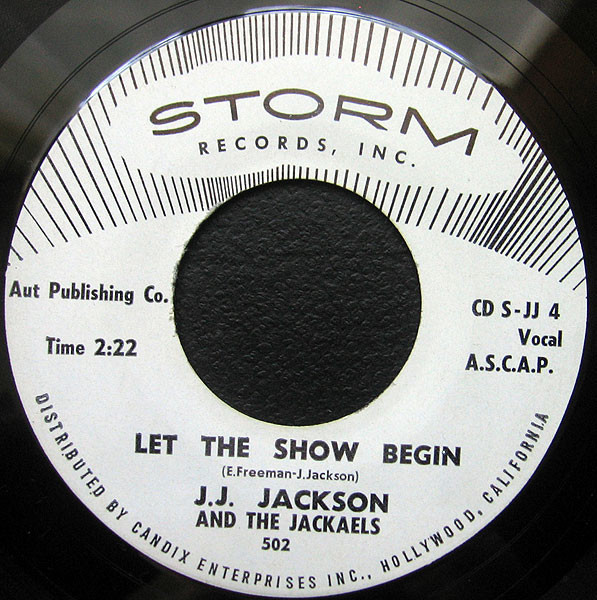 STORM
RECORDS, INC.
Aut Publishing Co.
Time 2:22
CD S-JJ 4
Vocal
A.S.C.A.P.
LET THE SHOW BEGIN
(E.Freeman-J.Jackson)
J.J. JACKSON
AND THE JACKAELS
502
DISTRIBUTED BY CANDIX ENTERPRISES INC., HOLLYWOOD, CALIFORNIA